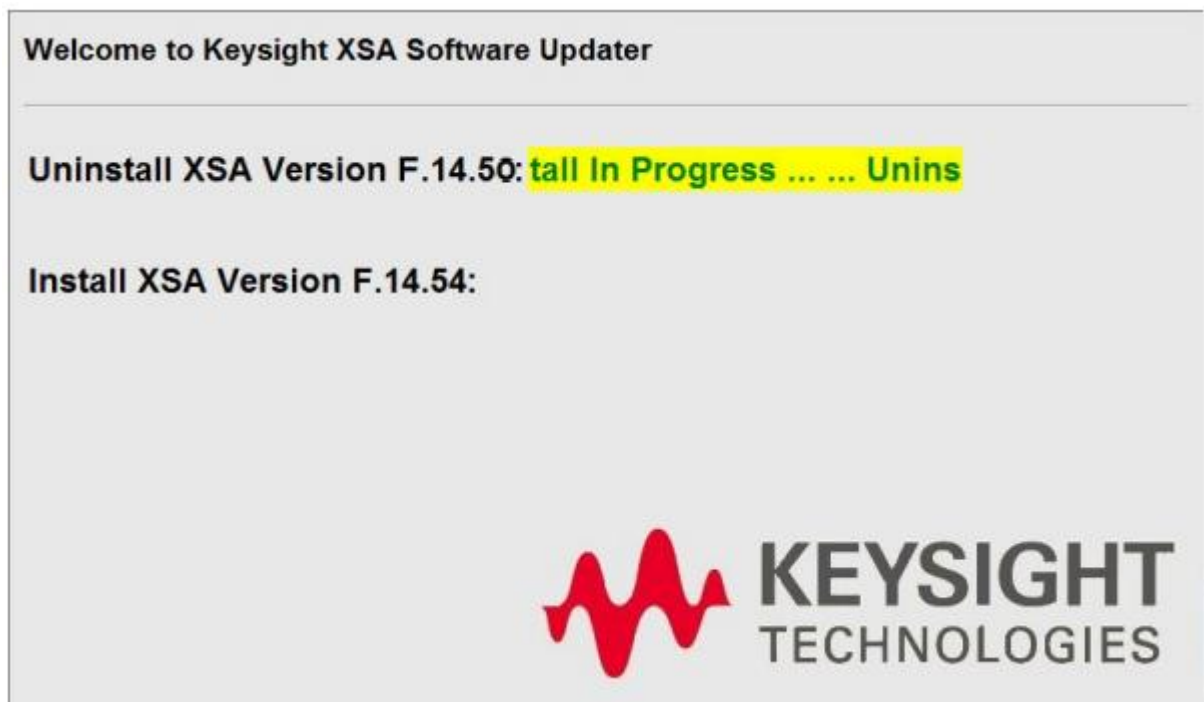 Welcome to Keysight XSA Software Updater
Uninstall XSA Version F.14.50: tall In Progress ... ... Unins
Install XSA Version F.14.54:
KEYSIGHT
TECHNOLOGIES